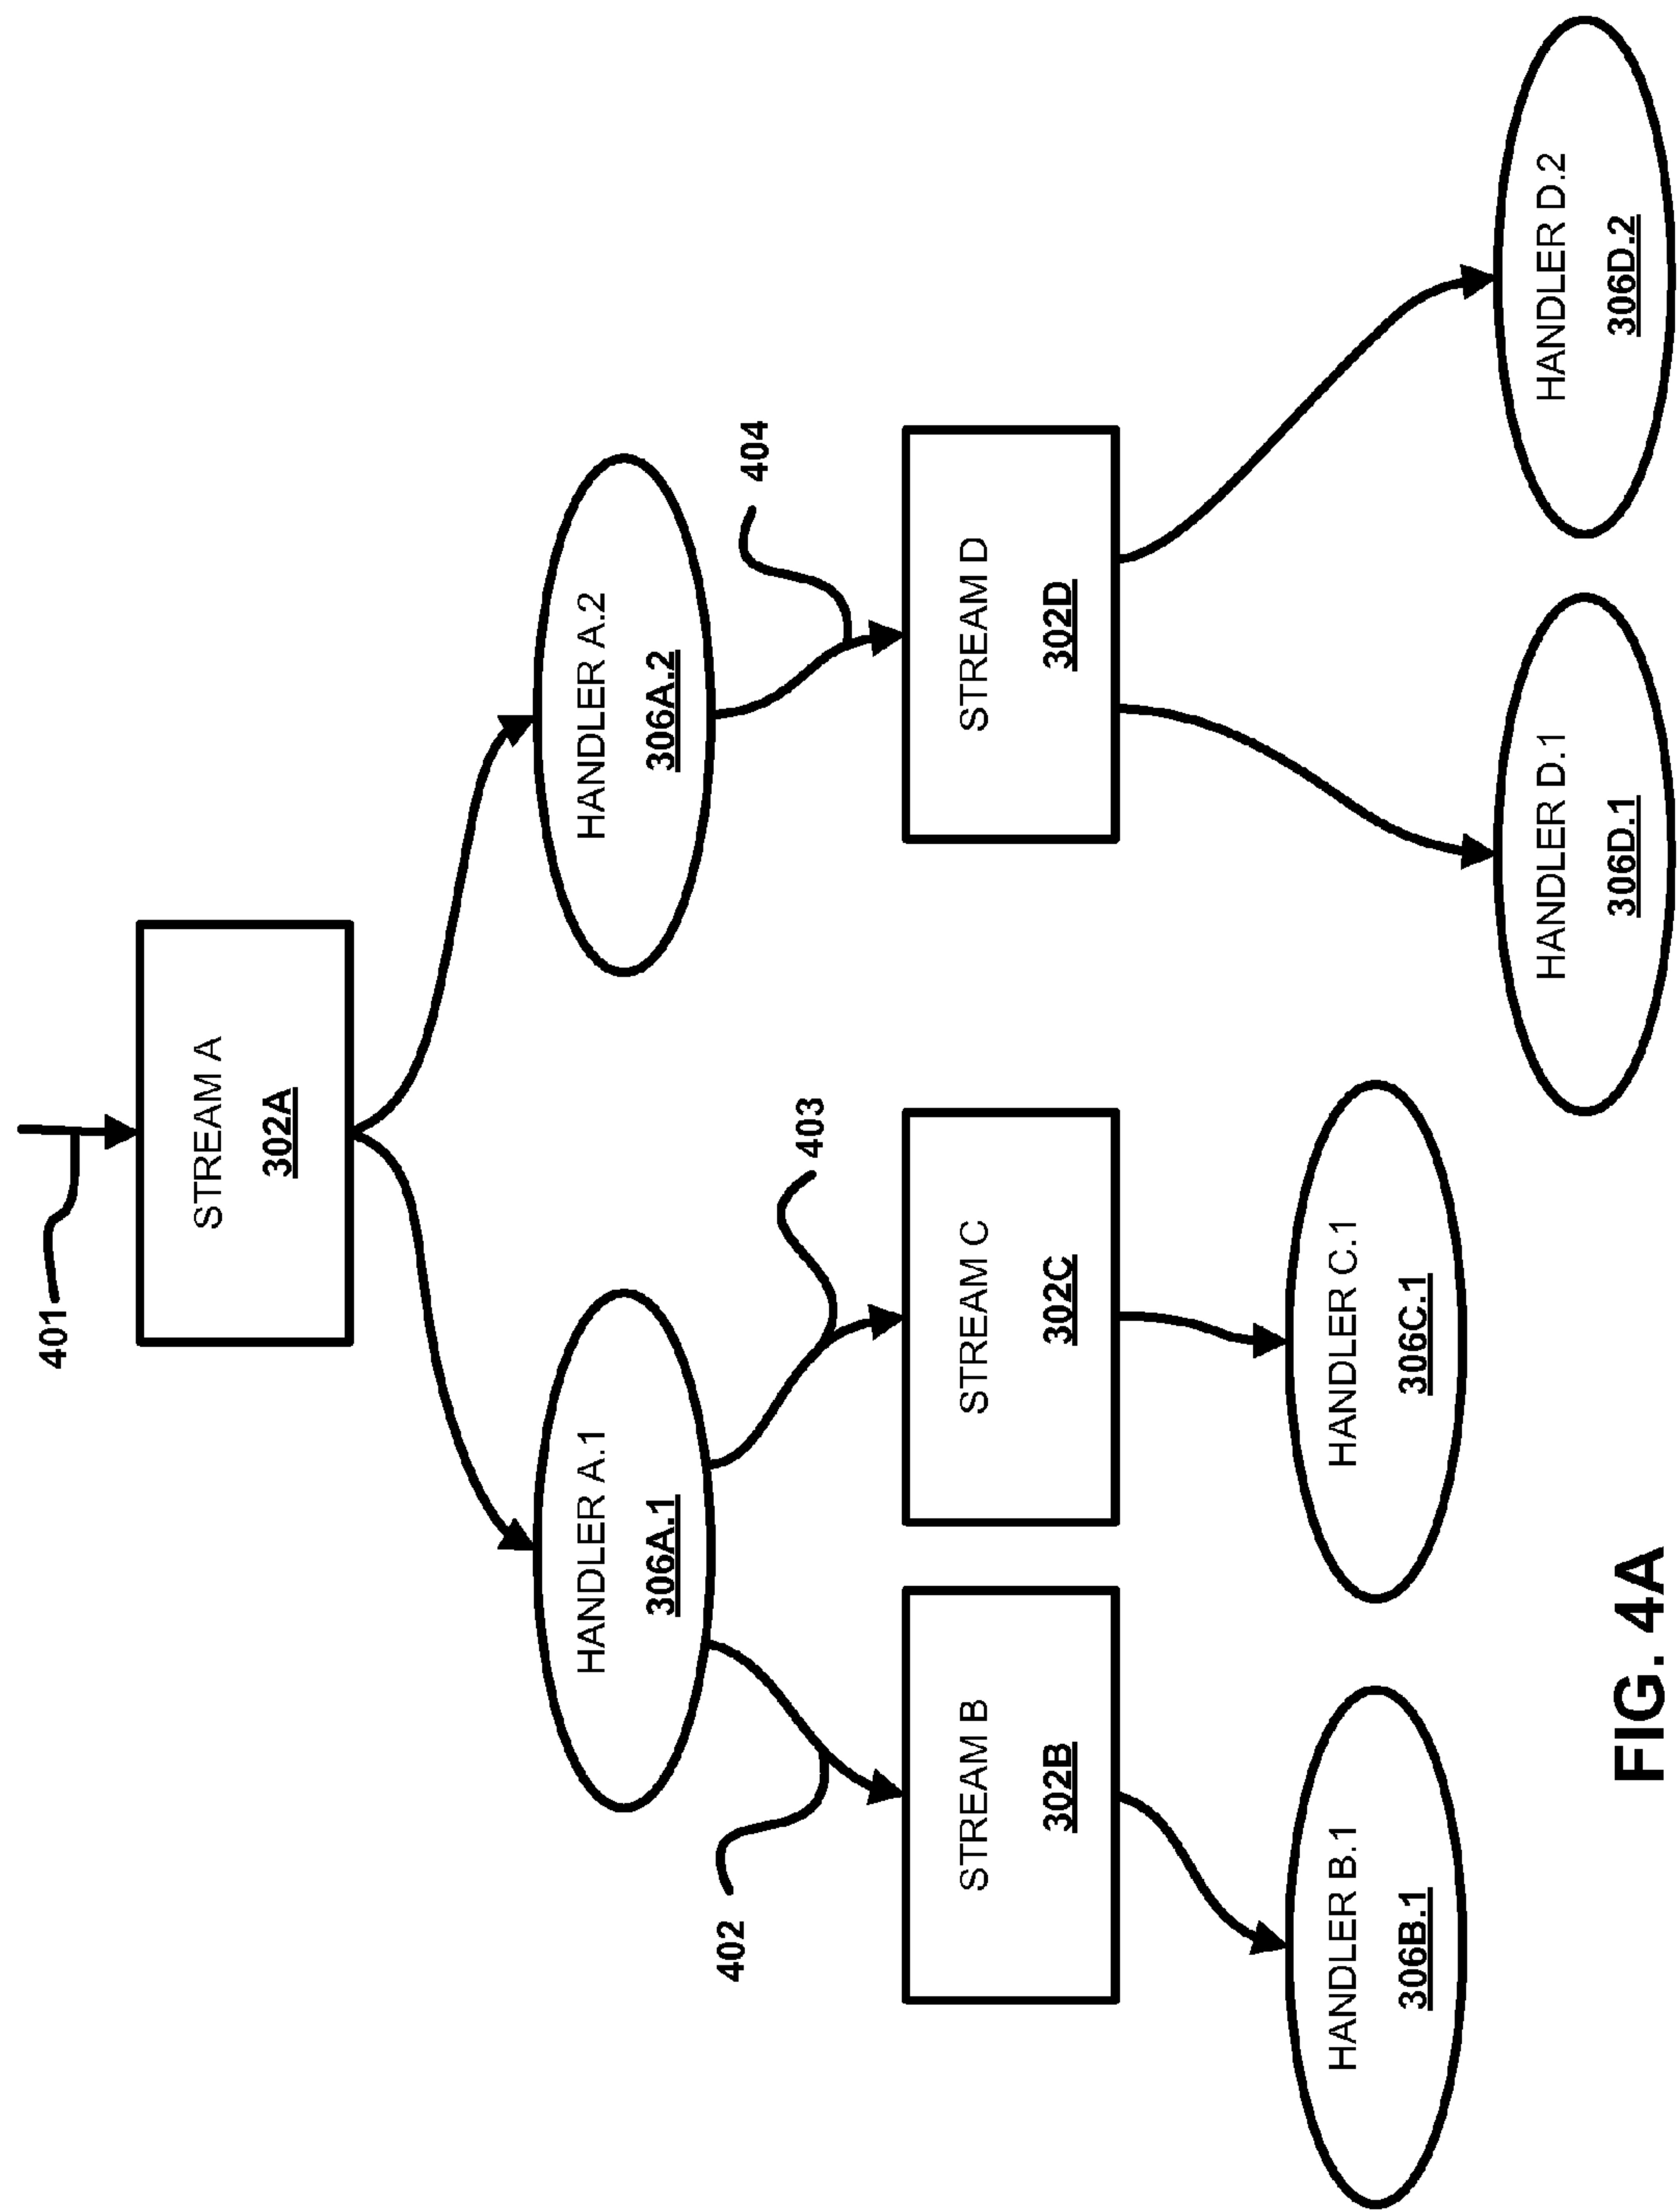 401
STREAM A
302A
HANDLER A.1
306A.1
HANDLER A.2
306A.2
402
403
404
STREAM B
302B
STREAM C
302C
STREAM D
302D
HANDLER B.1
306B.1
HANDLER C.1
306C.1
HANDLER D.1
306D.1
HANDLER D.2
306D.2
FIG. 4A